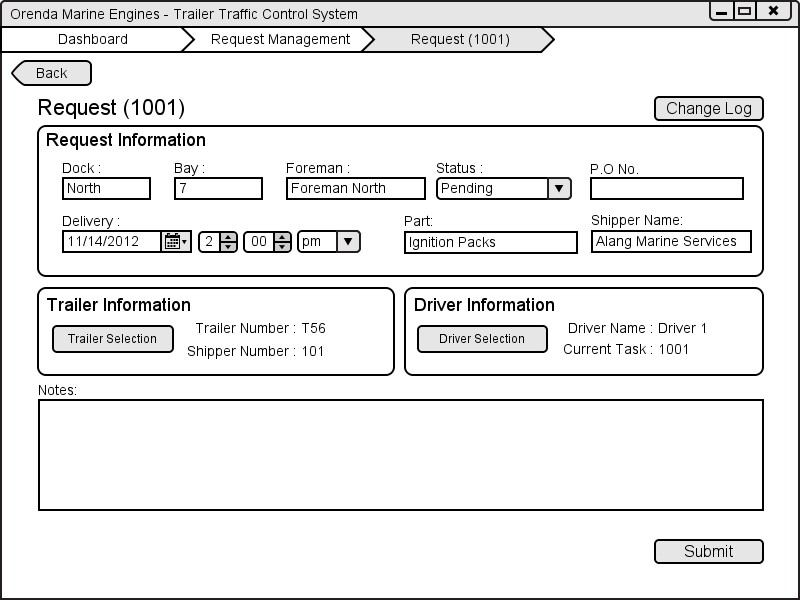 Orenda Marine Engines - Trailer Traffic Control System
Dashboard Request Management Request (1001)
Back
Request (1001)
Change Log
Request Information
Dock : Bay : Foreman : Status : P.O No.
North 7 Foreman North Pending
Delivery : Part: Shipper Name:
11/14/2012 2 00 pm Ignition Packs Alang Marine Services
Trailer Information
Trailer Selection
Trailer Number : T56
Shipper Number : 101
Driver Information
Driver Selection
Driver Name : Driver 1
Current Task : 1001
Notes:
Submit